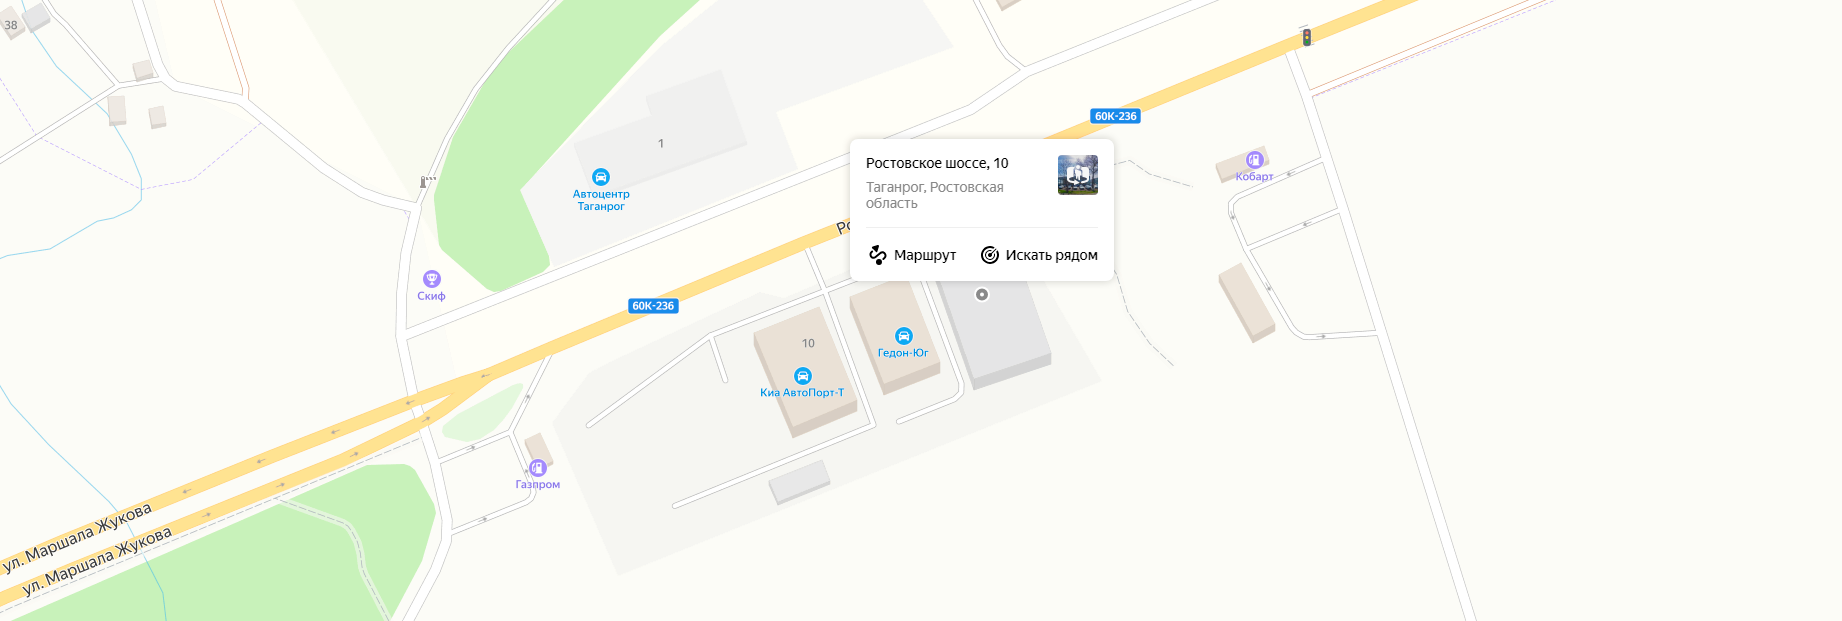 38
1
Автоцентр
Таганрог
60К-236
Ростовское шоссе, 10
Таганрог, Ростовская
область
Маршрут
Искать рядом
Кобарт
Скиф
60К-236
10
Киа АвтоПорт-Т
Гедон-Юг
Газпром
ул. Маршала Жукова
ул. Маршала Жукова